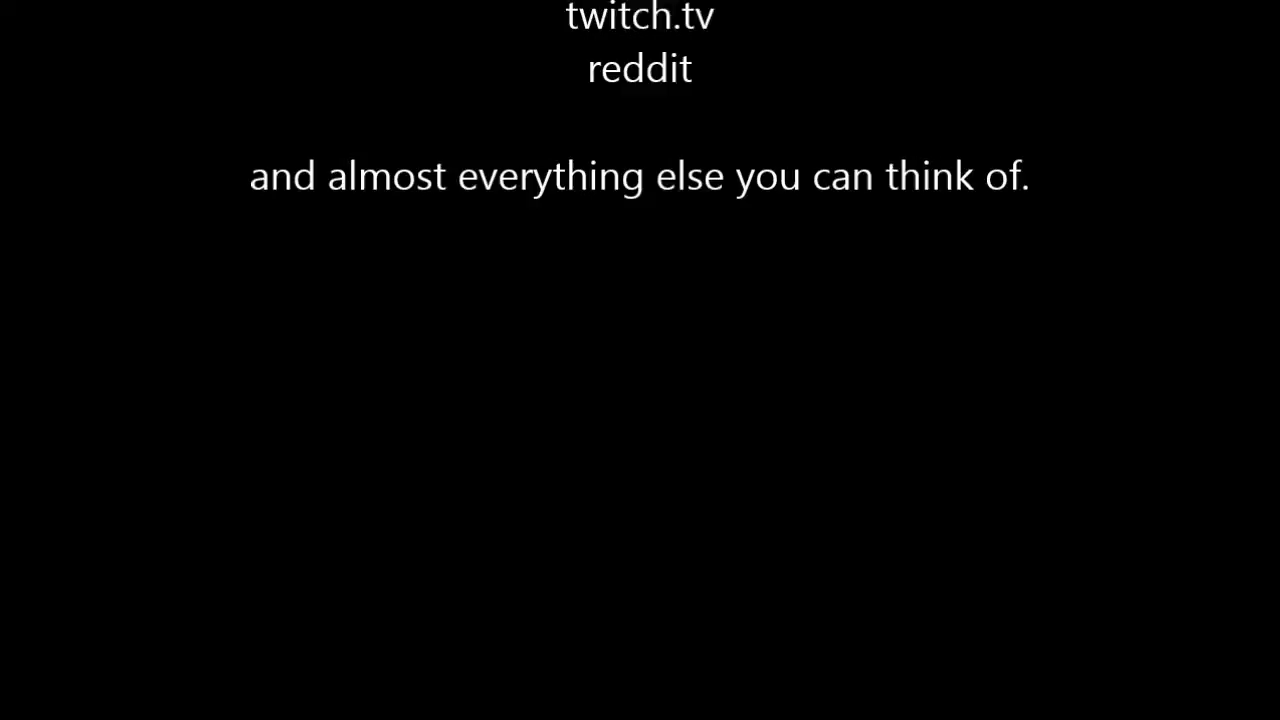 twitch.tv
reddit
and almost everything else you can think of.